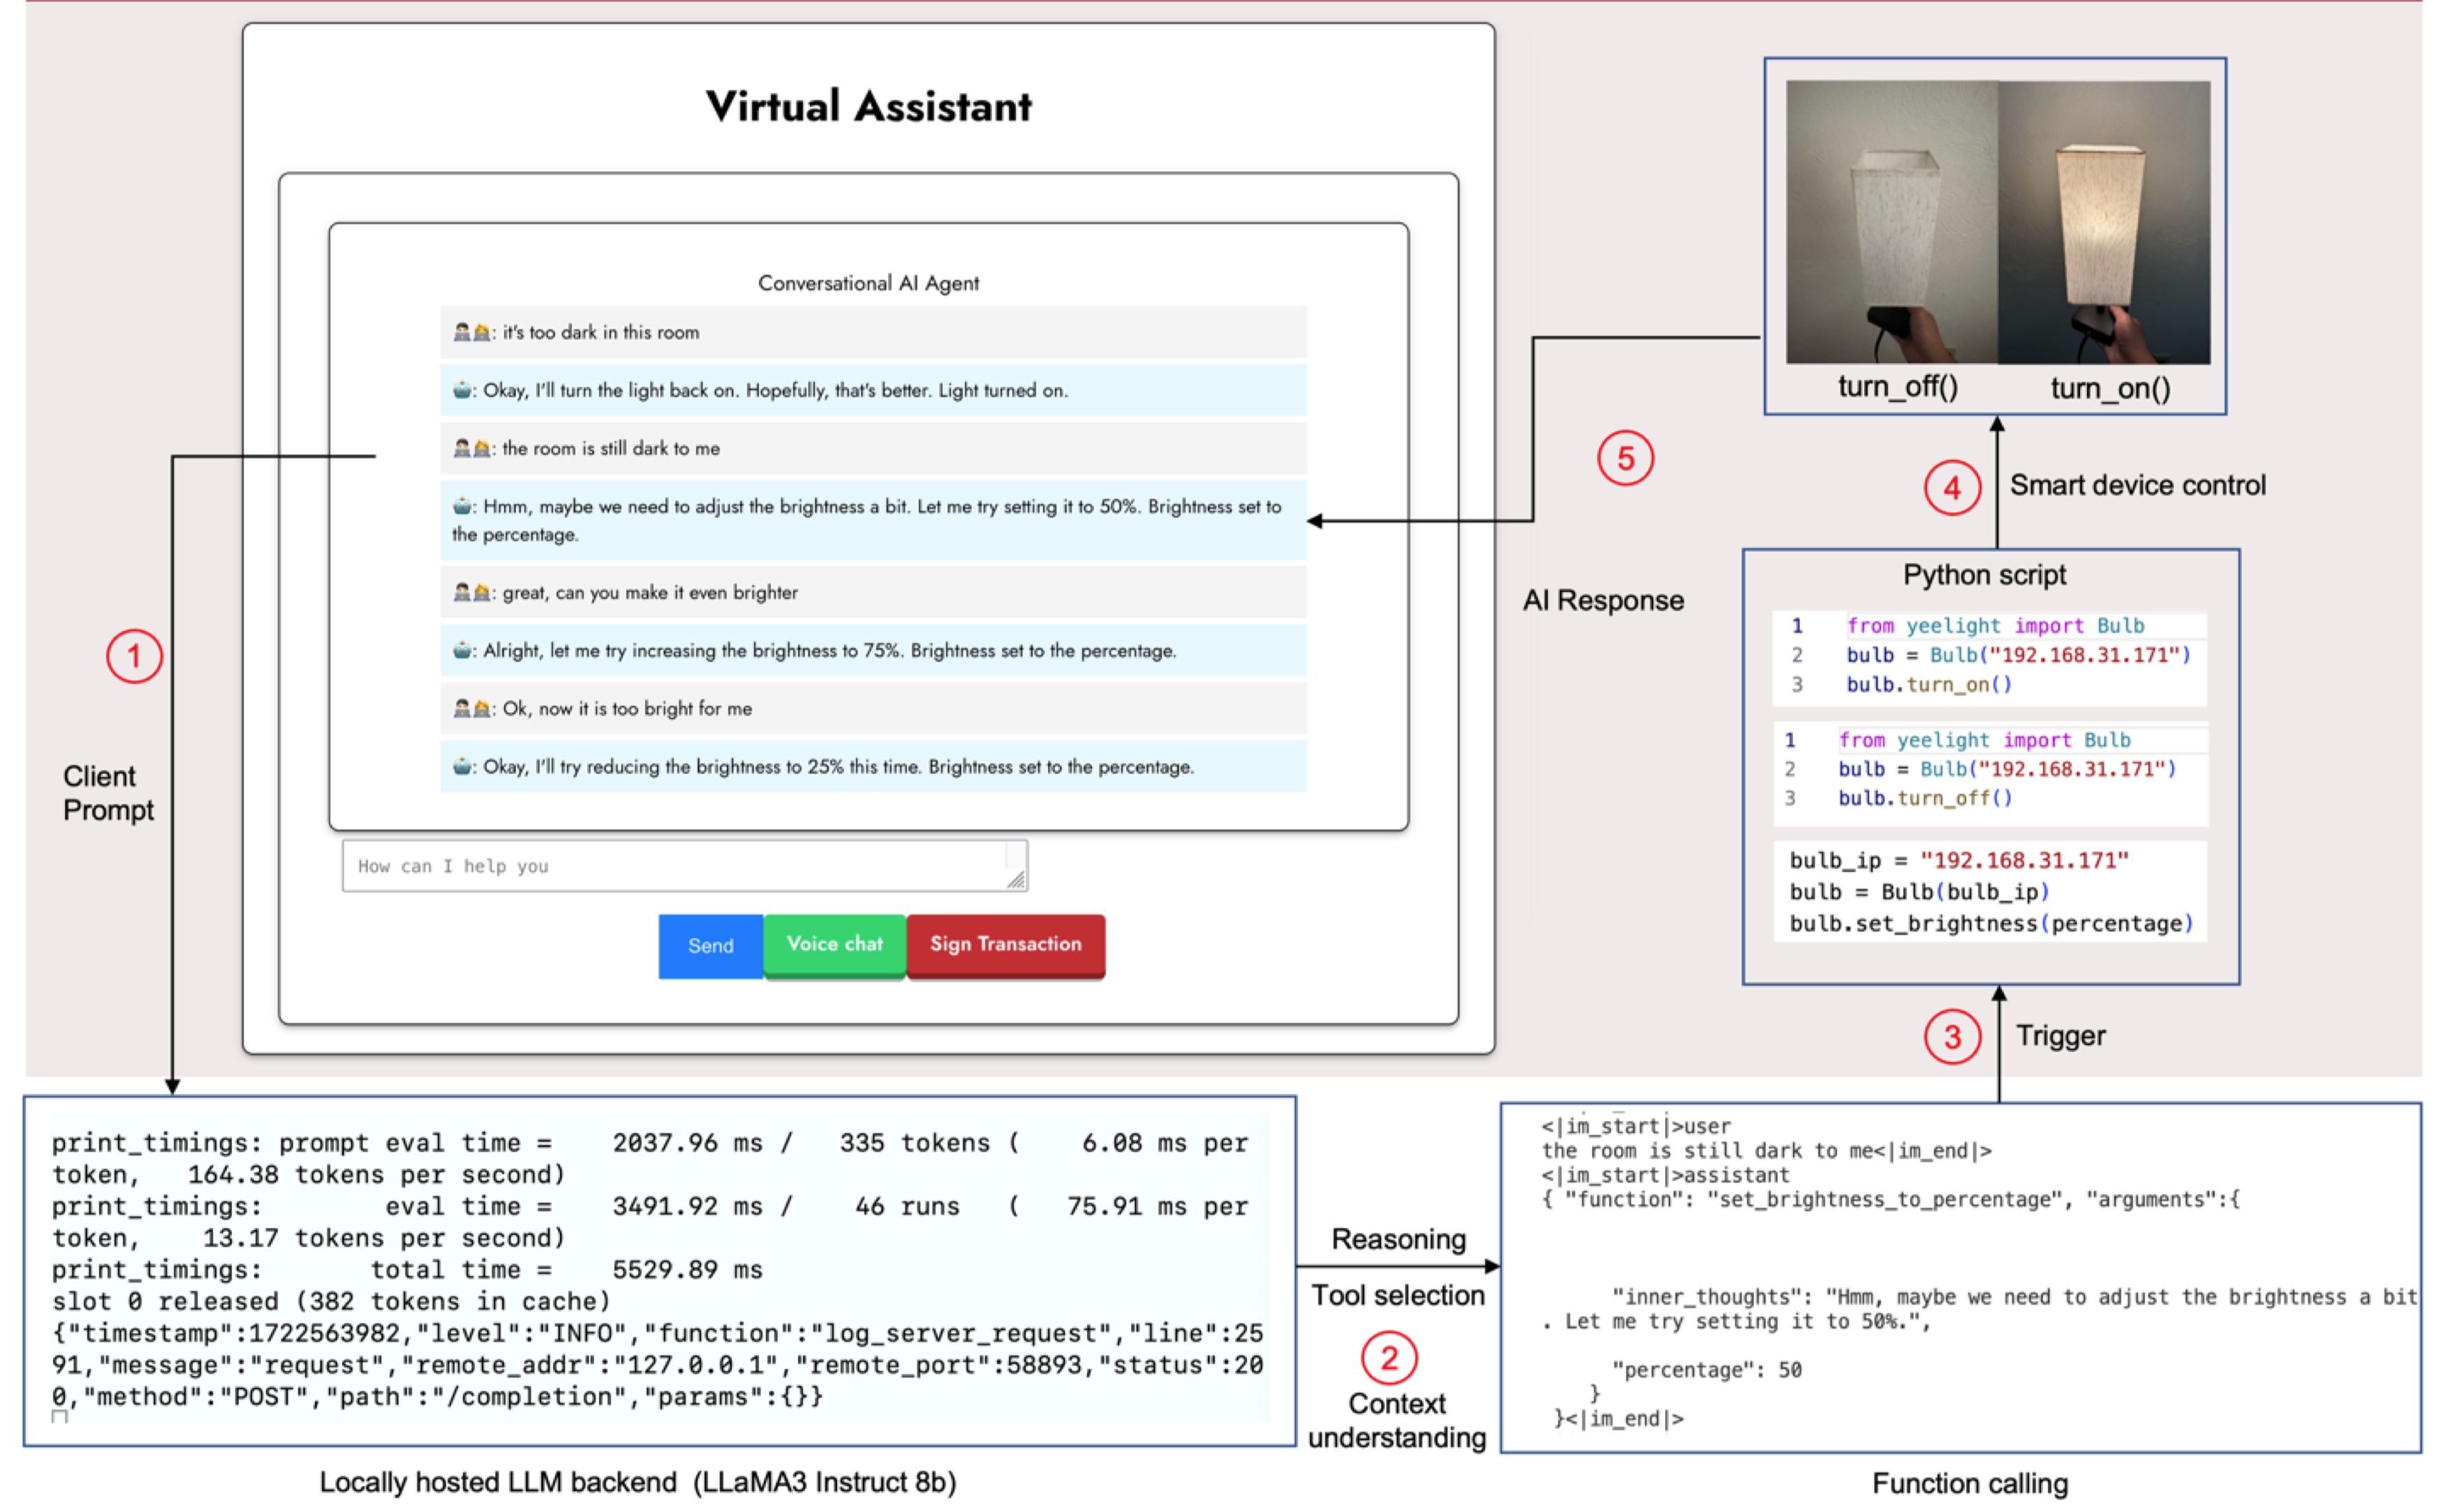 Virtual Assistant
Conversational AI Agent
: it's too dark in this room
: Okay, I'll turn the light back on. Hopefully, that's better. Light turned on.
: the room is still dark to me
: Hmm, maybe we need to adjust the brightness a bit. Let me try setting it to 50%. Brightness set to
the percentage.
: great, can you make it even brighter
: Alright, let me try increasing the brightness to 75%. Brightness set to the percentage.
: Ok, now it is too bright for me
: Okay, I'll try reducing the brightness to 25% this time. Brightness set to the percentage.
How can I help you
Send
Voice chat
Sign Transaction
1
Client
Prompt
print_timings: prompt eval time =    2037.96 ms /   335 tokens (    6.08 ms per
token,   164.38 tokens per second)
print_timings:        eval time =    3491.92 ms /    46 runs   (   75.91 ms per
token,    13.17 tokens per second)
print_timings:       total time =    5529.89 ms
slot 0 released (382 tokens in cache)
{"timestamp":1722563982,"level":"INFO","function":"log_server_request","line":25
91,"message":"request","remote_addr":"127.0.0.1","remote_port":58893,"status":20
0,"method":"POST","path":"/completion","params":{}}
Locally hosted LLM backend (LLaMA3 Instruct 8b)
Reasoning
Tool selection
2
Context
understanding
<|im_start|>user
the room is still dark to me<|im_end|>
<|im_start|>assistant
{ "function": "set_brightness_to_percentage", "arguments":{
"inner_thoughts": "Hmm, maybe we need to adjust the brightness a bit
. Let me try setting it to 50%.",
"percentage": 50
}
}<|im_end|>
Function calling
3
Trigger
Python script
1 from yeelight import Bulb
2 bulb = Bulb("192.168.31.171")
3 bulb.turn_on()
1 from yeelight import Bulb
2 bulb = Bulb("192.168.31.171")
3 bulb.turn_off()
bulb_ip = "192.168.31.171"
bulb = Bulb(bulb_ip)
bulb.set_brightness(percentage)
4
Smart device control
turn_off()
turn_on()
5
AI Response